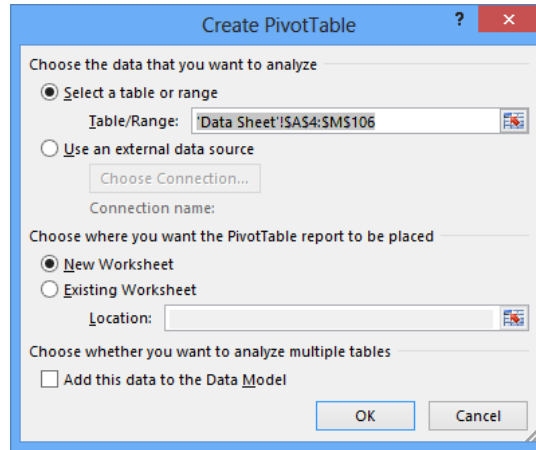 Create PivotTable
?
×
Choose the data that you want to analyze
Select a table or range
Table/Range: 'Data Sheet'!$A$4:$M$106
Use an external data source
Choose Connection...
Connection name:
Choose where you want the PivotTable report to be placed
New Worksheet
Existing Worksheet
Location:
Choose whether you want to analyze multiple tables
Add this data to the Data Model
OK Cancel